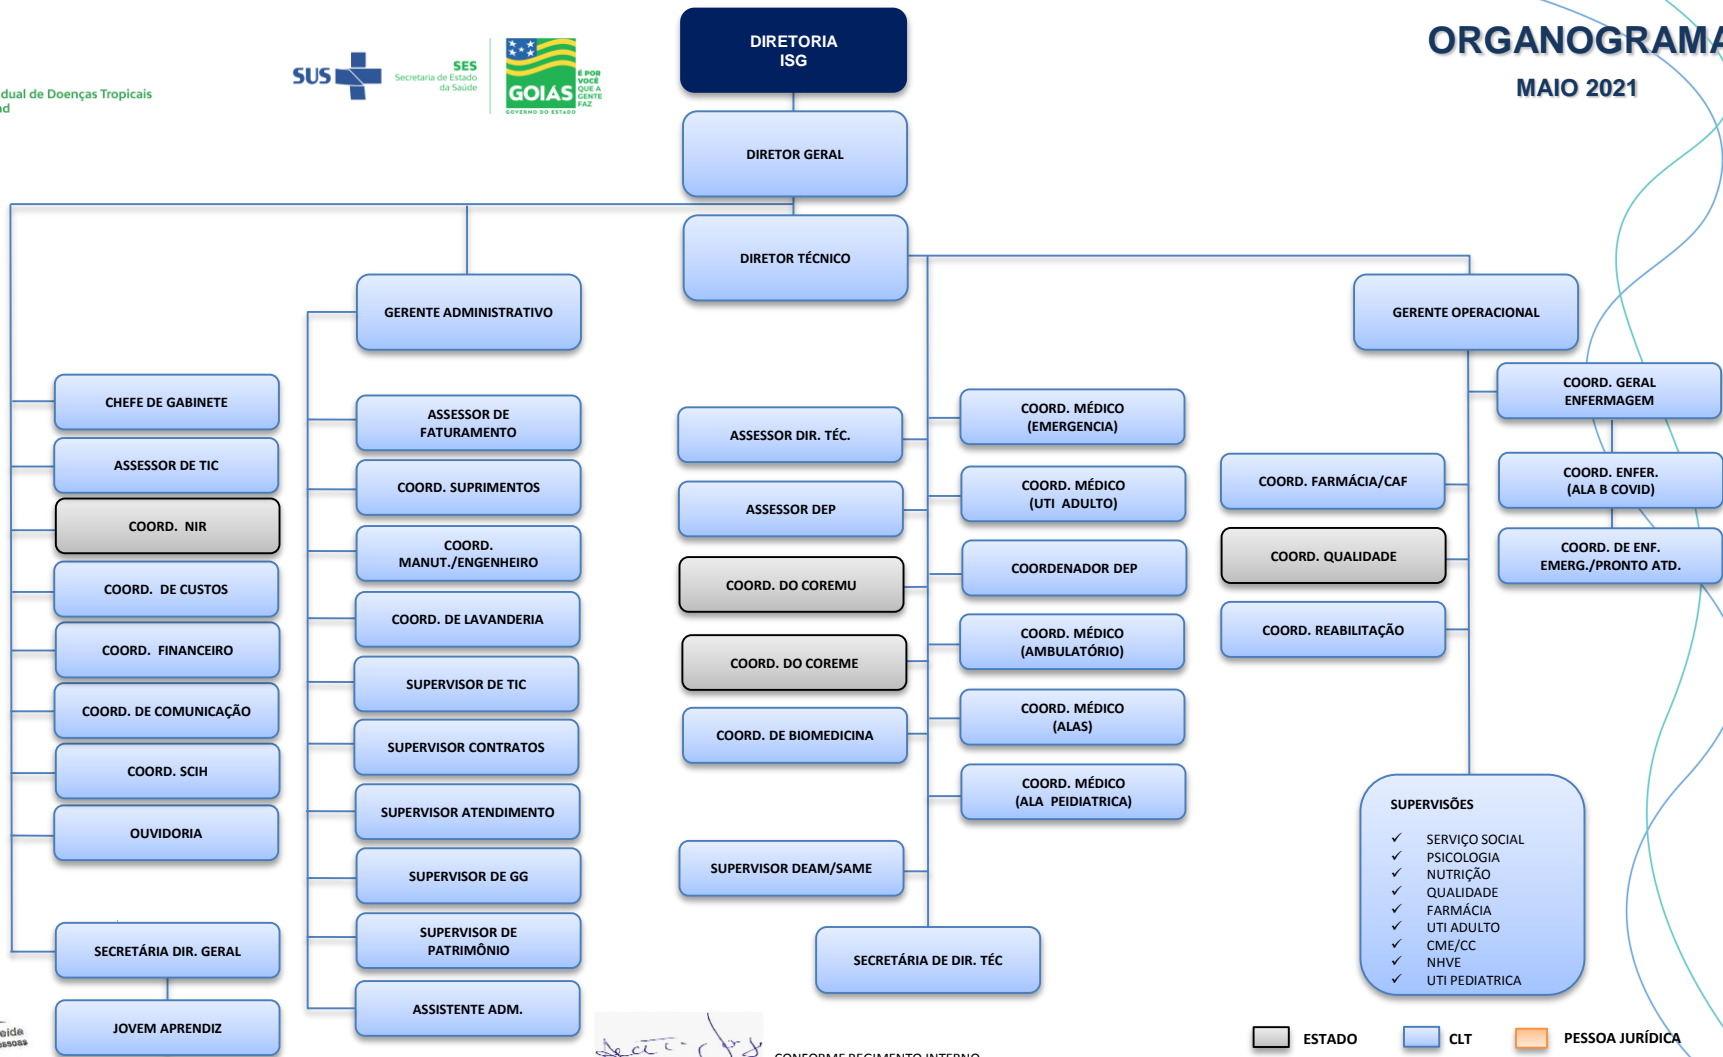 DIRETORIA
ISG
ORGANOGRAMA
MAIO 2021
SUS
SES
Secretaria de Estado
da Saúde
GOIÁS
GOVERNO DO ESTADO
É POR
VOCÊ
QUE A
GENTE
FAZ
dual de Doenças Tropicais
ad
DIRETOR GERAL
DIRETOR TÉCNICO
GERENTE ADMINISTRATIVO
GERENTE OPERACIONAL
CHEFE DE GABINETE
ASSESSOR DE TIC
COORD. NIR
COORD. DE CUSTOS
COORD. FINANCEIRO
COORD. DE COMUNICAÇÃO
COORD. SCIH
OUVIDORIA
SECRETÁRIA DIR. GERAL
JOVEM APRENDIZ
ASSESSOR DE
FATURAMENTO
COORD. SUPRIMENTOS
COORD.
MANUT./ENGENHEIRO
COORD. DE LAVANDERIA
SUPERVISOR DE TIC
SUPERVISOR CONTRATOS
SUPERVISOR ATENDIMENTO
SUPERVISOR DE GG
SUPERVISOR DE
PATRIMÔNIO
ASSISTENTE ADM.
ASSESSOR DIR. TÉC.
ASSESSOR DEP
COORD. DO COREMU
COORD. DO COREME
COORD. DE BIOMEDICINA
SUPERVISOR DEAM/SAME
SECRETÁRIA DE DIR. TÉC
COORD. MÉDICO
(EMERGENCIA)
COORD. MÉDICO
(UTI ADULTO)
COORDENADOR DEP
COORD. MÉDICO
(AMBULATÓRIO)
COORD. MÉDICO
(ALAS)
COORD. MÉDICO
(ALA PEIDIATRICA)
COORD. FARMÁCIA/CAF
COORD. QUALIDADE
COORD. REABILITAÇÃO
COORD. GERAL
ENFERMAGEM
COORD. ENFER.
(ALA B COVID)
COORD. DE ENF.
EMERG./PRONTO ATD.
SUPERVISÕES
✓ SERVIÇO SOCIAL
✓ PSICOLOGIA
✓ NUTRIÇÃO
✓ QUALIDADE
✓ FARMÁCIA
✓ UTI ADULTO
✓ CME/CC
✓ NHVE
✓ UTI PEDIATRICA
eida
essoas
CONFORME REGIMENTO INTERNO
ESTADO
CLT
PESSOA JURÍDICA